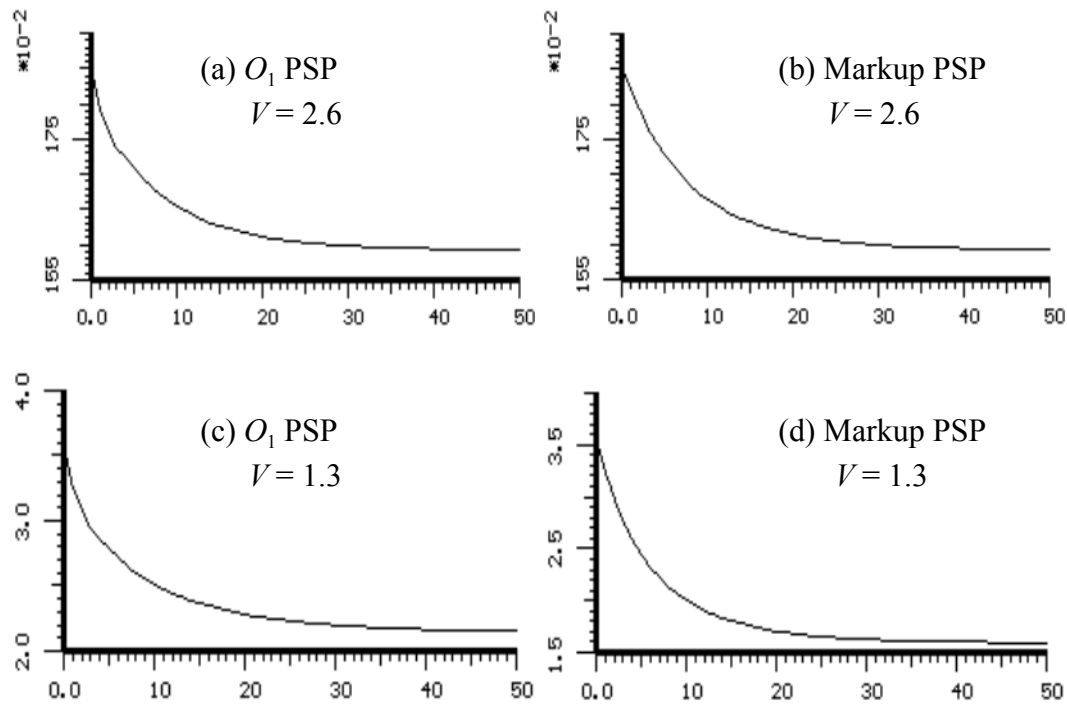 *10-2
(a) O1 PSP
V = 2.6
175
155
0.0 10 20 30 40 50
*10-2
(b) Markup PSP
V = 2.6
175
155
0.0 10 20 30 40 50
4.0
(c) O1 PSP
V = 1.3
3.0
2.0
0.0 10 20 30 40 50
(d) Markup PSP
3.5
V = 1.3
2.5
1.5
0.0 10 20 30 40 50